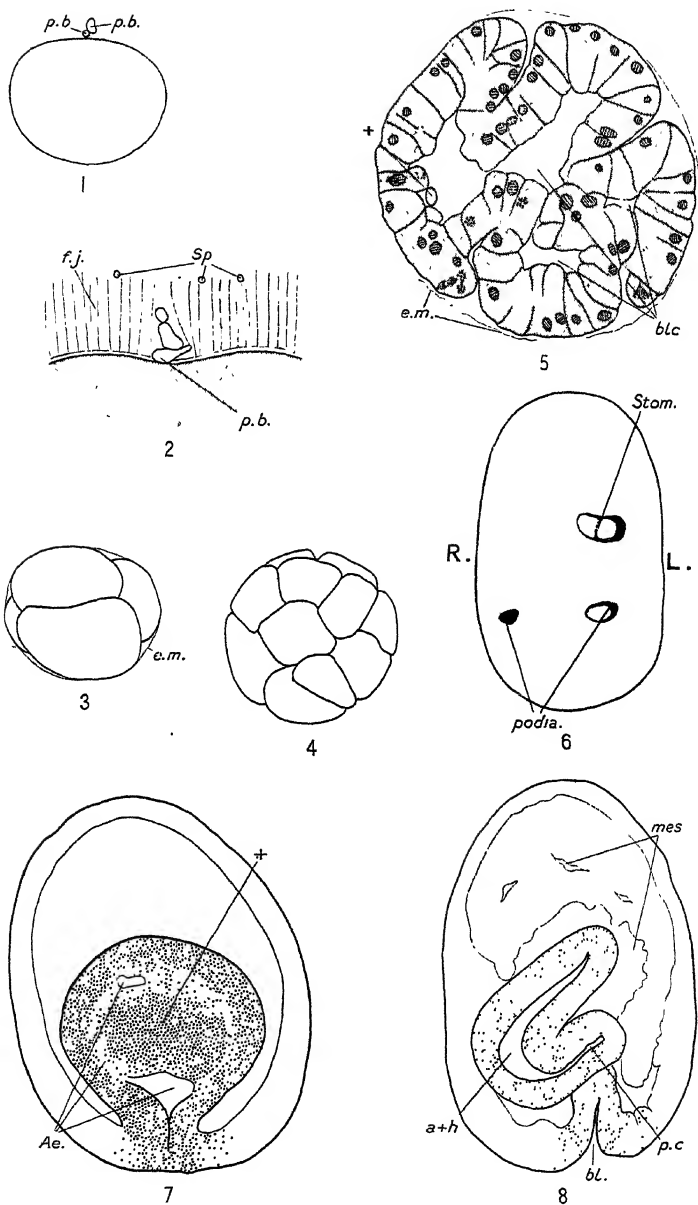 p.b. p.b.
1
+
e.m.
blc
5
f.j.
Sp
p.b.
2
e.m.
3
4
Stom.
R.
L.
podia.
6
+
Ae.
7
mes
a+h
p.c
bl.
8